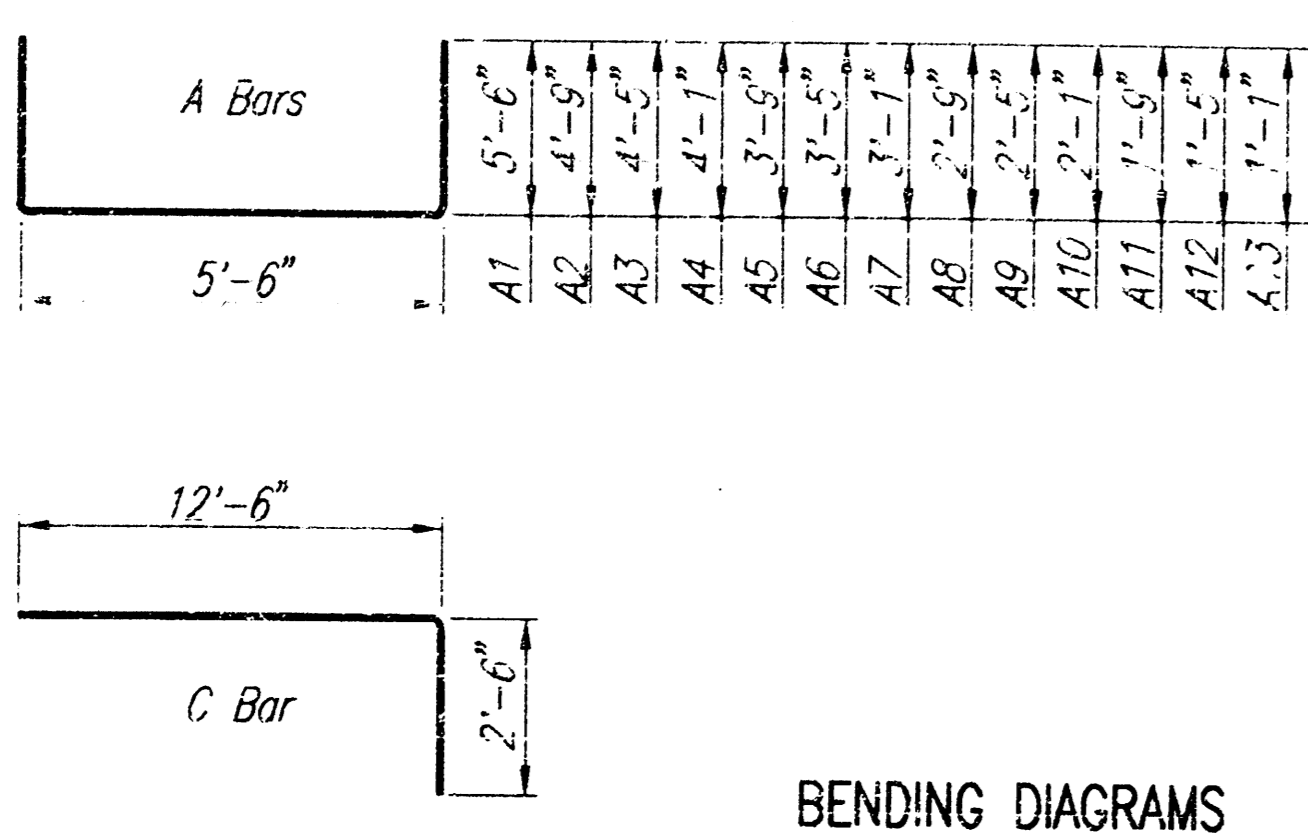 A Bars
5'-6" 4'-9" 4'-5" 4'-1" 3'-9" 3'-5" 3'-1" 2'-9" 2'-5" 2'-1" 1'-9" 1'-5" 1'-1"
5'-6"
A1 A2 A3 A4 A5 A6 A7 A8 A9 A10 A11 A12 A13
12'-6"
C Bar
2'-6"
BENDING DIAGRAMS